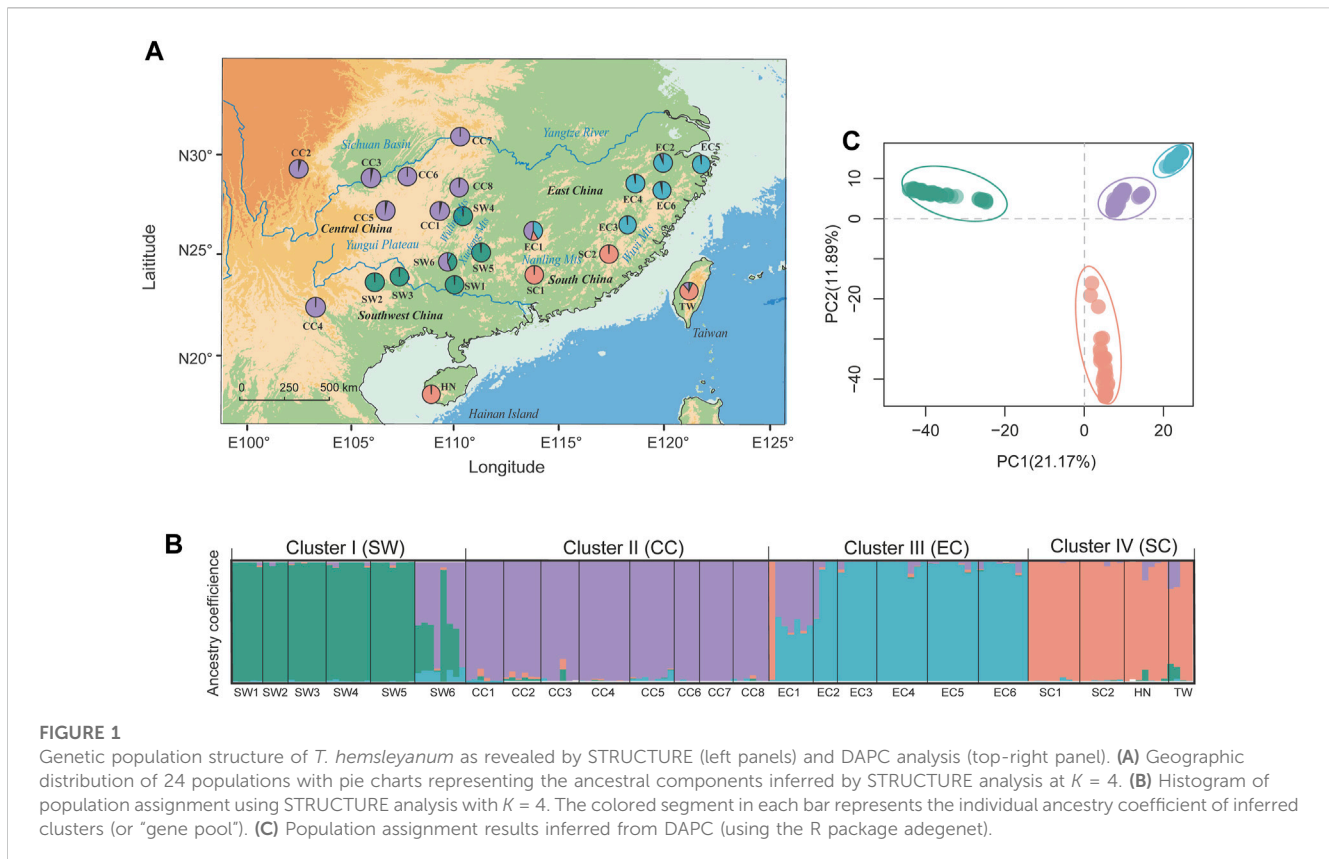 A
N30°
N25°
N20°
Laititude
E100°
E105°
E110°
E115°
E120°
E125°
Longitude
0 250 500 km
Sichuan Basin
Yangtze River
East China
Central China
Yungui Plateau
Nanling Mts
Wuyi Mts
South China
Southwest China
Taiwan
Hainan Island
CC2
CC3
CC6
CC7
CC8
CC5
CC1
SW4
SW6
SW5
SW2
SW3
SW1
CC4
EC2
EC5
EC4
EC6
EC3
EC1
SC2
SC1
TW
HN
C
PC2(11.89%)
10
0
−20
−40
−40
−20
0
20
PC1(21.17%)
B
Cluster I (SW)
Cluster II (CC)
Cluster III (EC)
Cluster IV (SC)
Ancestry coefficience
SW1 SW2 SW3 SW4 SW5 SW6 CC1 CC2 CC3 CC4 CC5 CC6 CC7 CC8 EC1 EC2 EC3 EC4 EC5 EC6 SC1 SC2 HN TW
FIGURE 1
Genetic population structure of T. hemsleyanum as revealed by STRUCTURE (left panels) and DAPC analysis (top-right panel). (A) Geographic
distribution of 24 populations with pie charts representing the ancestral components inferred by STRUCTURE analysis at K = 4. (B) Histogram of
population assignment using STRUCTURE analysis with K = 4. The colored segment in each bar represents the individual ancestry coefficient of inferred
clusters (or “gene pool”). (C) Population assignment results inferred from DAPC (using the R package adegenet).